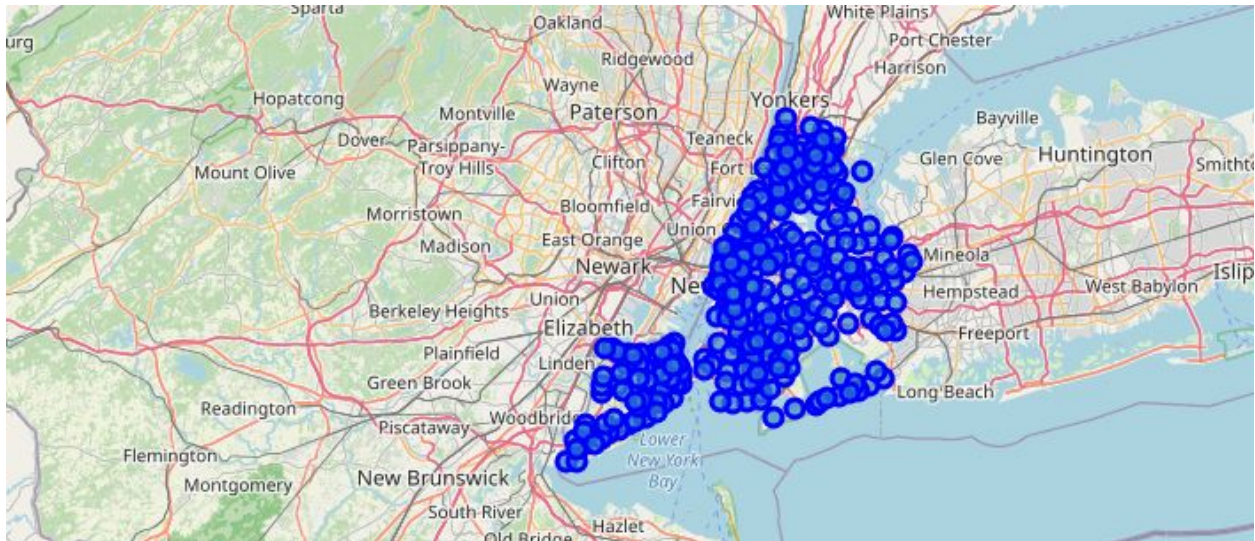 Sparta
Oakland
White Plains
urg
Port Chester
Ridgewood
Harrison
Wayne
Hopatcong
Montville
Paterson
Yonkers
Bayville
Dover
Parsippany-
Troy Hills
Teaneck
Clifton
Fort L
Glen Cove
Huntington
Smithto
Mount Olive
Morristown
Bloomfield
Fairvi
Madison
East Orange
Union
Mineola
Newark
Ne
Islip
Berkeley Heights
Union
Hempstead
West Babylon
Elizabeth
Freeport
Plainfield
Linden
Green Brook
Long Beach
Readington
Piscataway
Woodbridg
Flemington
Lower
New York
Bay
Montgomery
New Brunswick
South River
Hazlet
Old Bridge